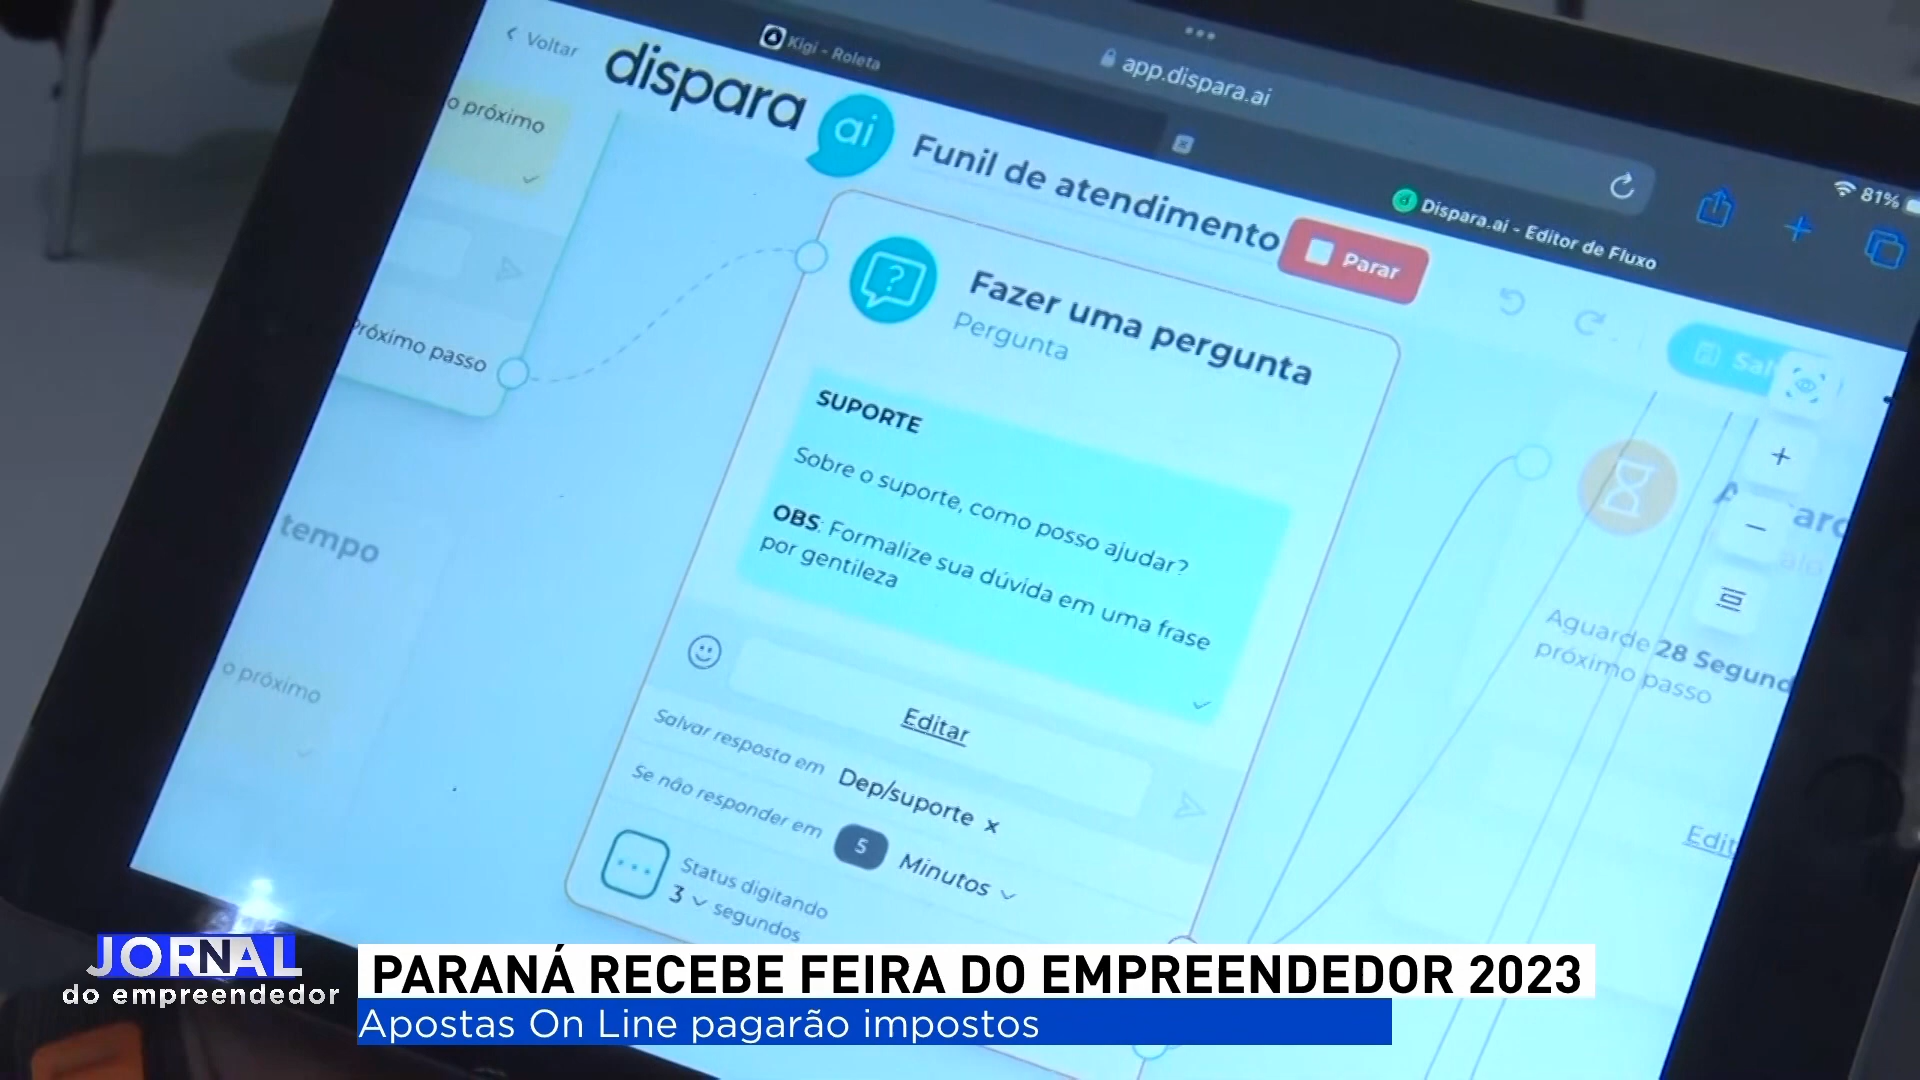 Voltar
dispara
ai
Kigi - Roleta
app.dispara.ai
81%
Dispara.ai - Editor de Fluxo
Funil de atendimento
Parar
o próximo
Próximo passo
Fazer uma pergunta
Pergunta
SUPORTE
Sobre o suporte, como posso ajudar?
OBS: Formalize sua dúvida em uma frase
por gentileza
Editar
Salvar resposta em Dep/suporte x
Se não responder em 5 Minutos
Status digitando
3 segundos
tempo
o próximo
Aguarde 28 Segund
próximo passo
Edit
JORNAL
do empreendedor
PARANÁ RECEBE FEIRA DO EMPREENDEDOR 2023
Apostas On Line pagarão impostos